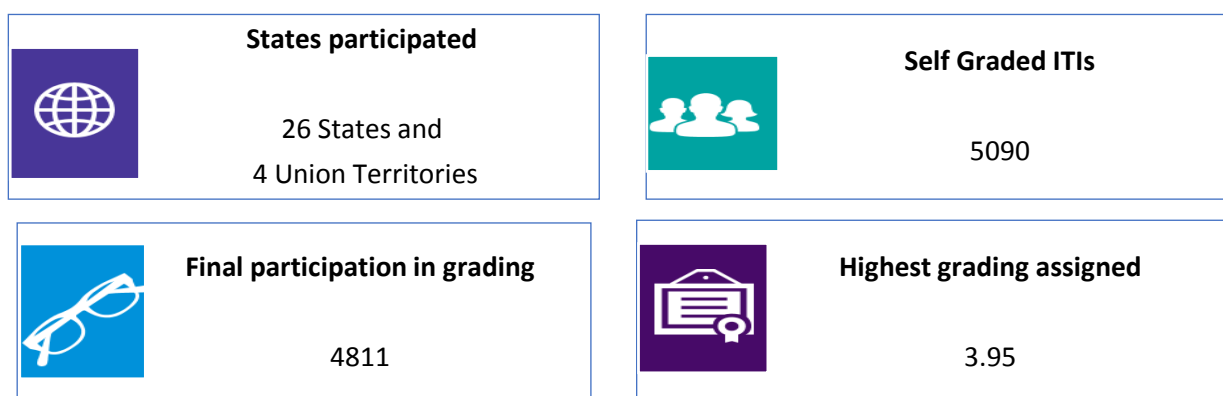 States participated
26 States and
4 Union Territories
Self Graded ITIs
5090
Final participation in grading
4811
Highest grading assigned
3.95